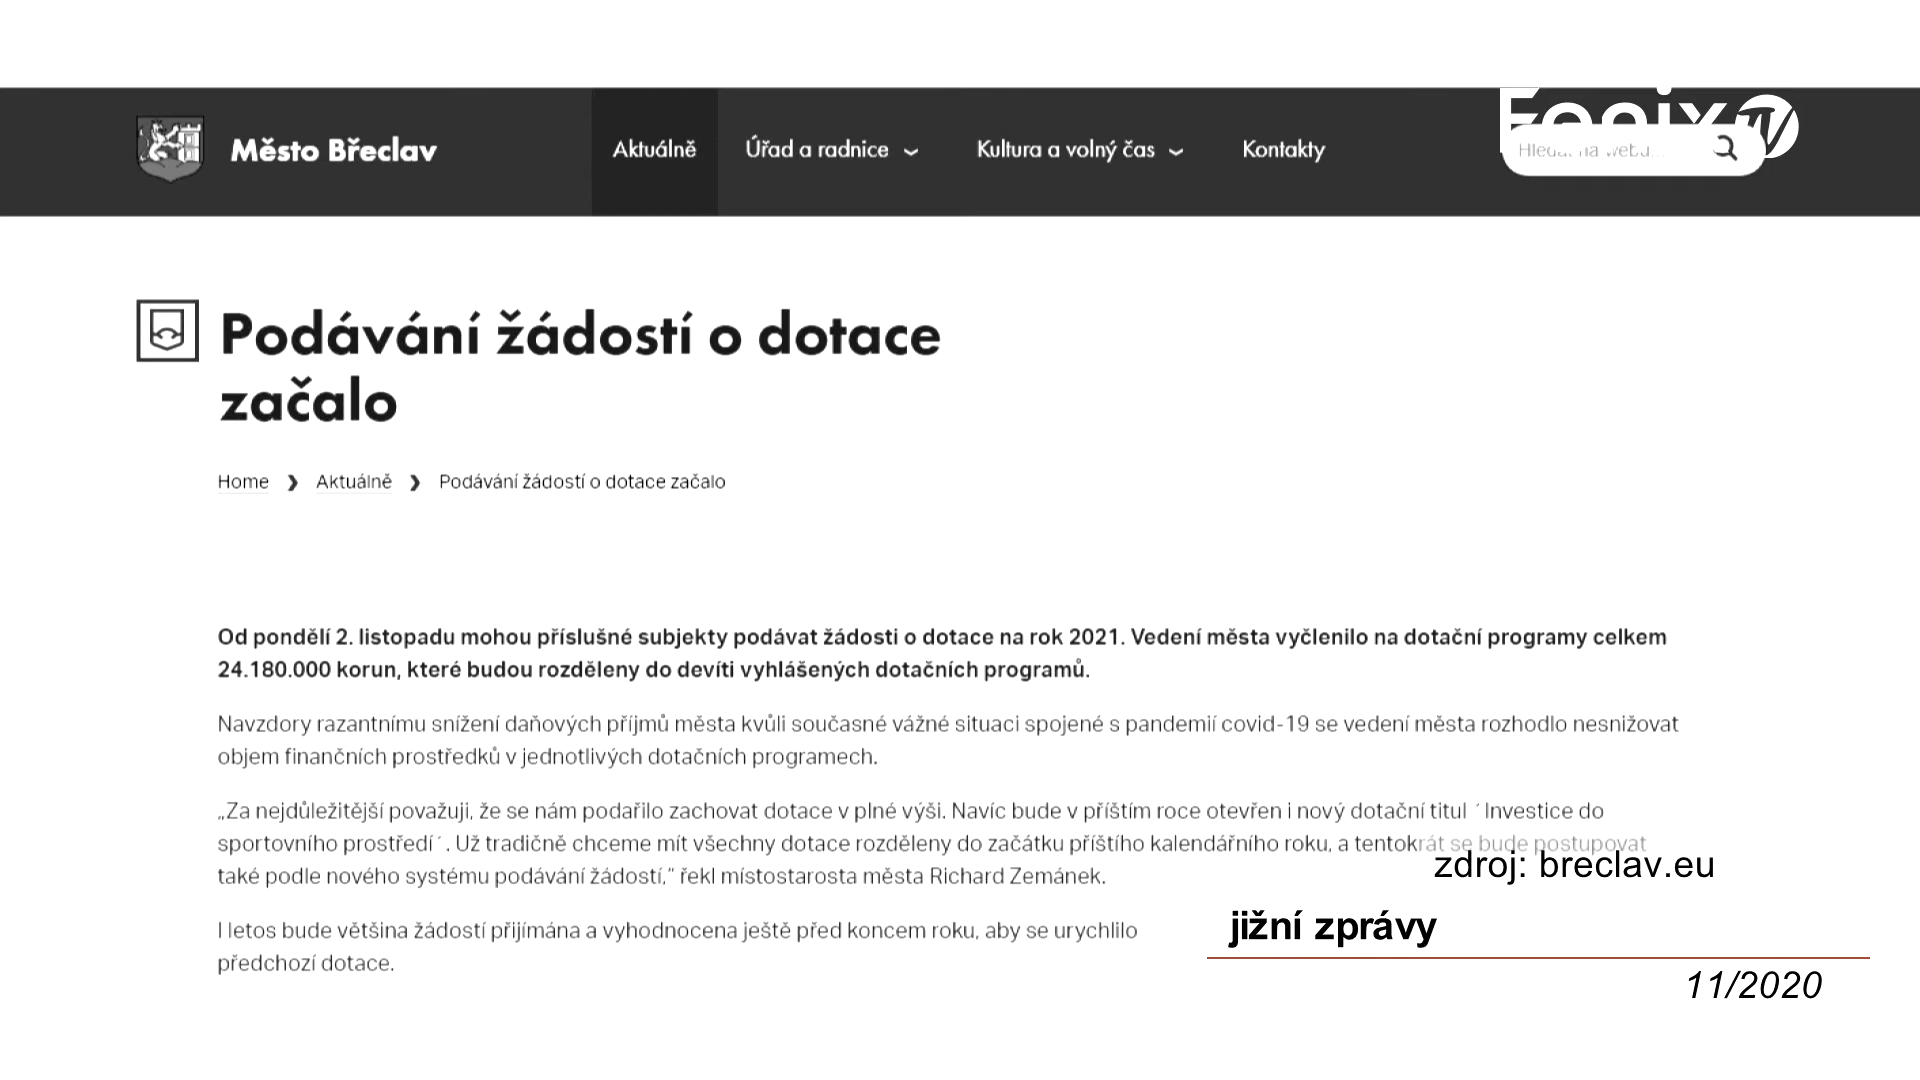 Fenix TV
Město Břeclav
Aktuálně
Úřad a radnice
Kultura a volný čas
Kontakty
Hledat na webu...
Podávání žádostí o dotace
začalo
Home ❯ Aktuálně ❯ Podávání žádostí o dotace začalo
Od pondělí 2. listopadu mohou příslušné subjekty podávat žádosti o dotace na rok 2021. Vedení města vyčlenilo na dotační programy celkem
24.180.000 korun, které budou rozděleny do devíti vyhlášených dotačních programů.
Navzdory razantnímu snížení daňových příjmů města kvůli současné vážné situaci spojené s pandemií covid-19 se vedení města rozhodlo nesnižovat
objem finančních prostředků v jednotlivých dotačních programech.
„Za nejdůležitější považuji, že se nám podařilo zachovat dotace v plné výši. Navíc bude v příštím roce otevřen i nový dotační titul ´Investice do
sportovního prostředí´. Už tradičně chceme mít všechny dotace rozděleny do začátku příštího kalendářního roku, a tentokrát se bude postupovat
také podle nového systému podávání žádostí,“ řekl místostarosta města Richard Zemánek.
I letos bude většina žádostí přijímána a vyhodnocena ještě před koncem roku, aby se urychlilo
předchozí dotace.
zdroj: breclav.eu
jižní zprávy
11/2020